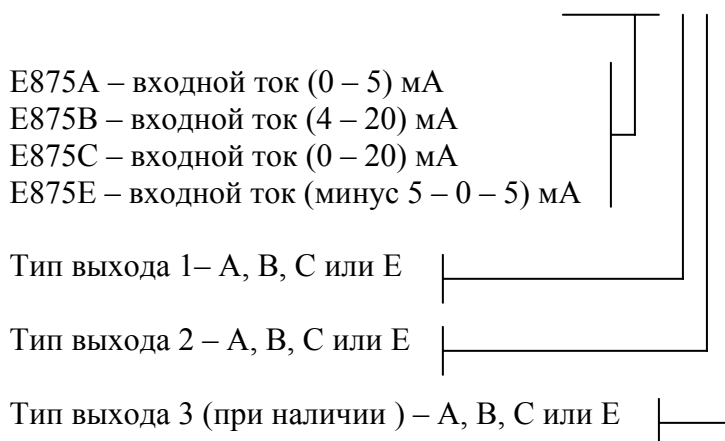 Е875А – входной ток (0 – 5) мА
Е875В – входной ток (4 – 20) мА
Е875С – входной ток (0 – 20) мА
Е875Е – входной ток (минус 5 – 0 – 5) мА
Тип выхода 1– А, В, С или Е
Тип выхода 2 – А, В, С или Е
Тип выхода 3 (при наличии ) – А, В, С или Е